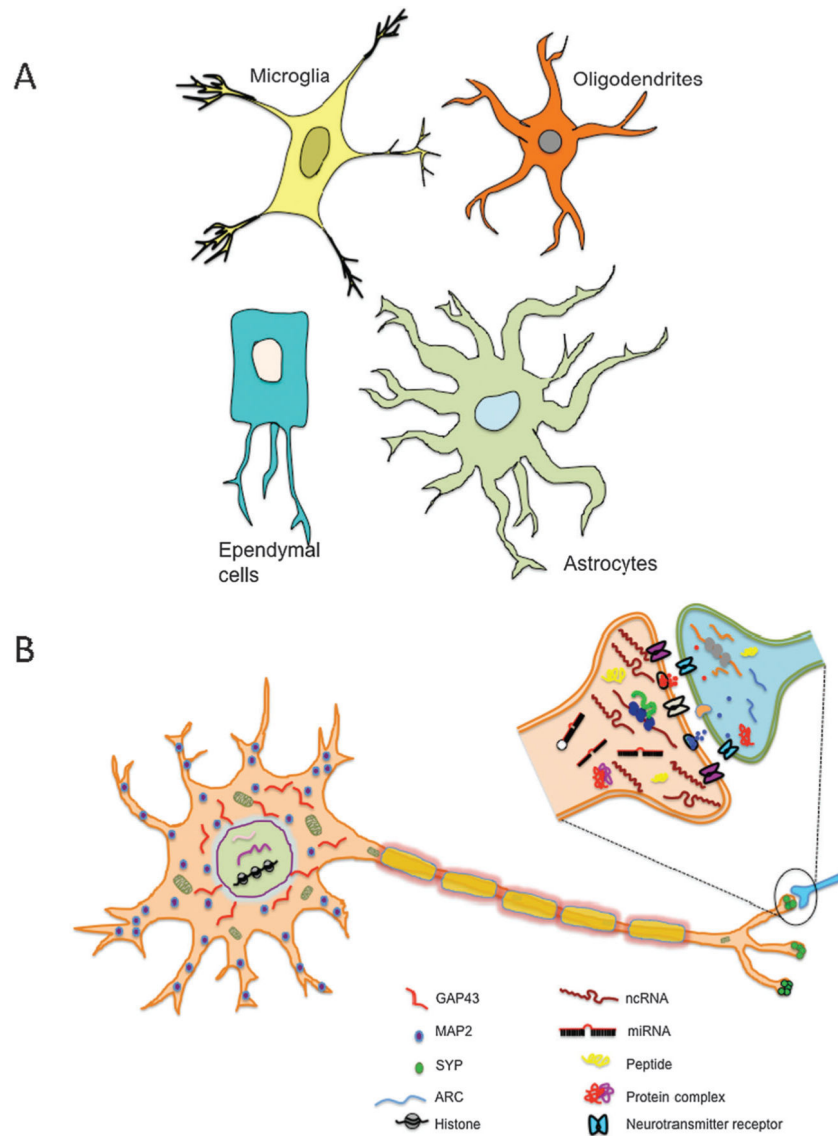 A
Microglia
Oligodendrites
Ependymal
cells
Astrocytes
B
GAP43
MAP2
SYP
ARC
Histone
ncRNA
miRNA
Peptide
Protein complex
Neurotransmitter receptor